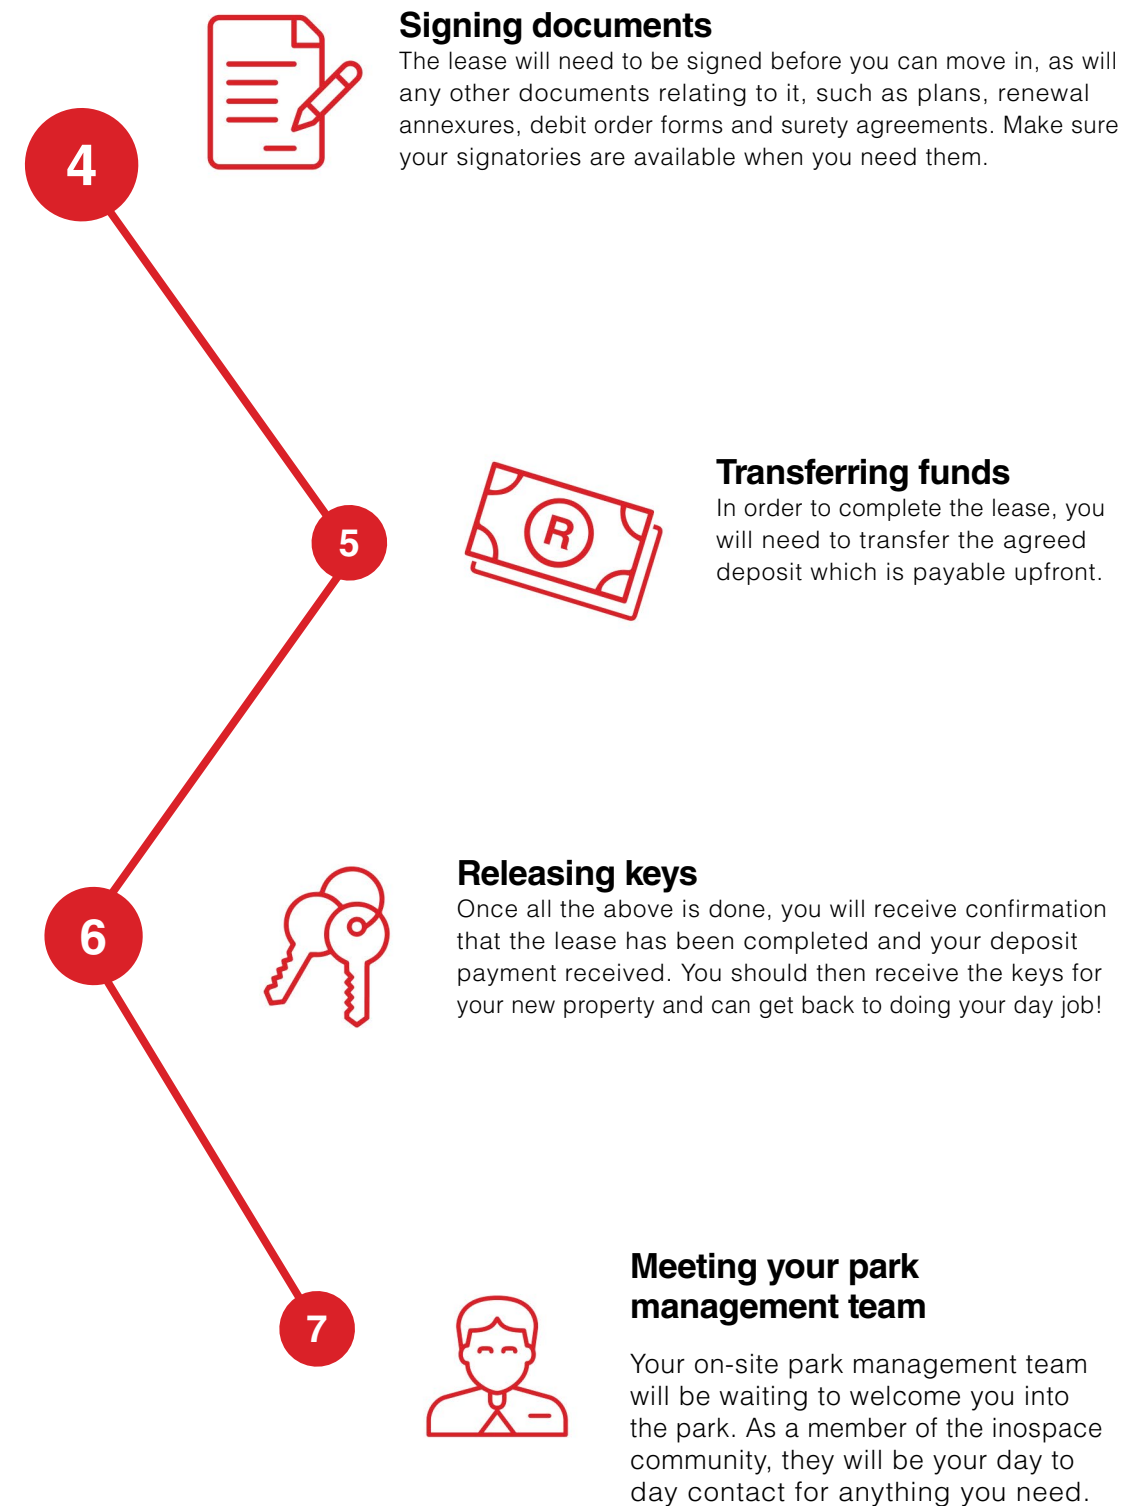 4
Signing documents
The lease will need to be signed before you can move in, as will
any other documents relating to it, such as plans, renewal
annexures, debit order forms and surety agreements. Make sure
your signatories are available when you need them.
5
R
Transferring funds
In order to complete the lease, you
will need to transfer the agreed
deposit which is payable upfront.
6
Releasing keys
Once all the above is done, you will receive confirmation
that the lease has been completed and your deposit
payment received. You should then receive the keys for
your new property and can get back to doing your day job!
7
Meeting your park
management team
Your on-site park management team
will be waiting to welcome you into
the park. As a member of the inospace
community, they will be your day to
day contact for anything you need.